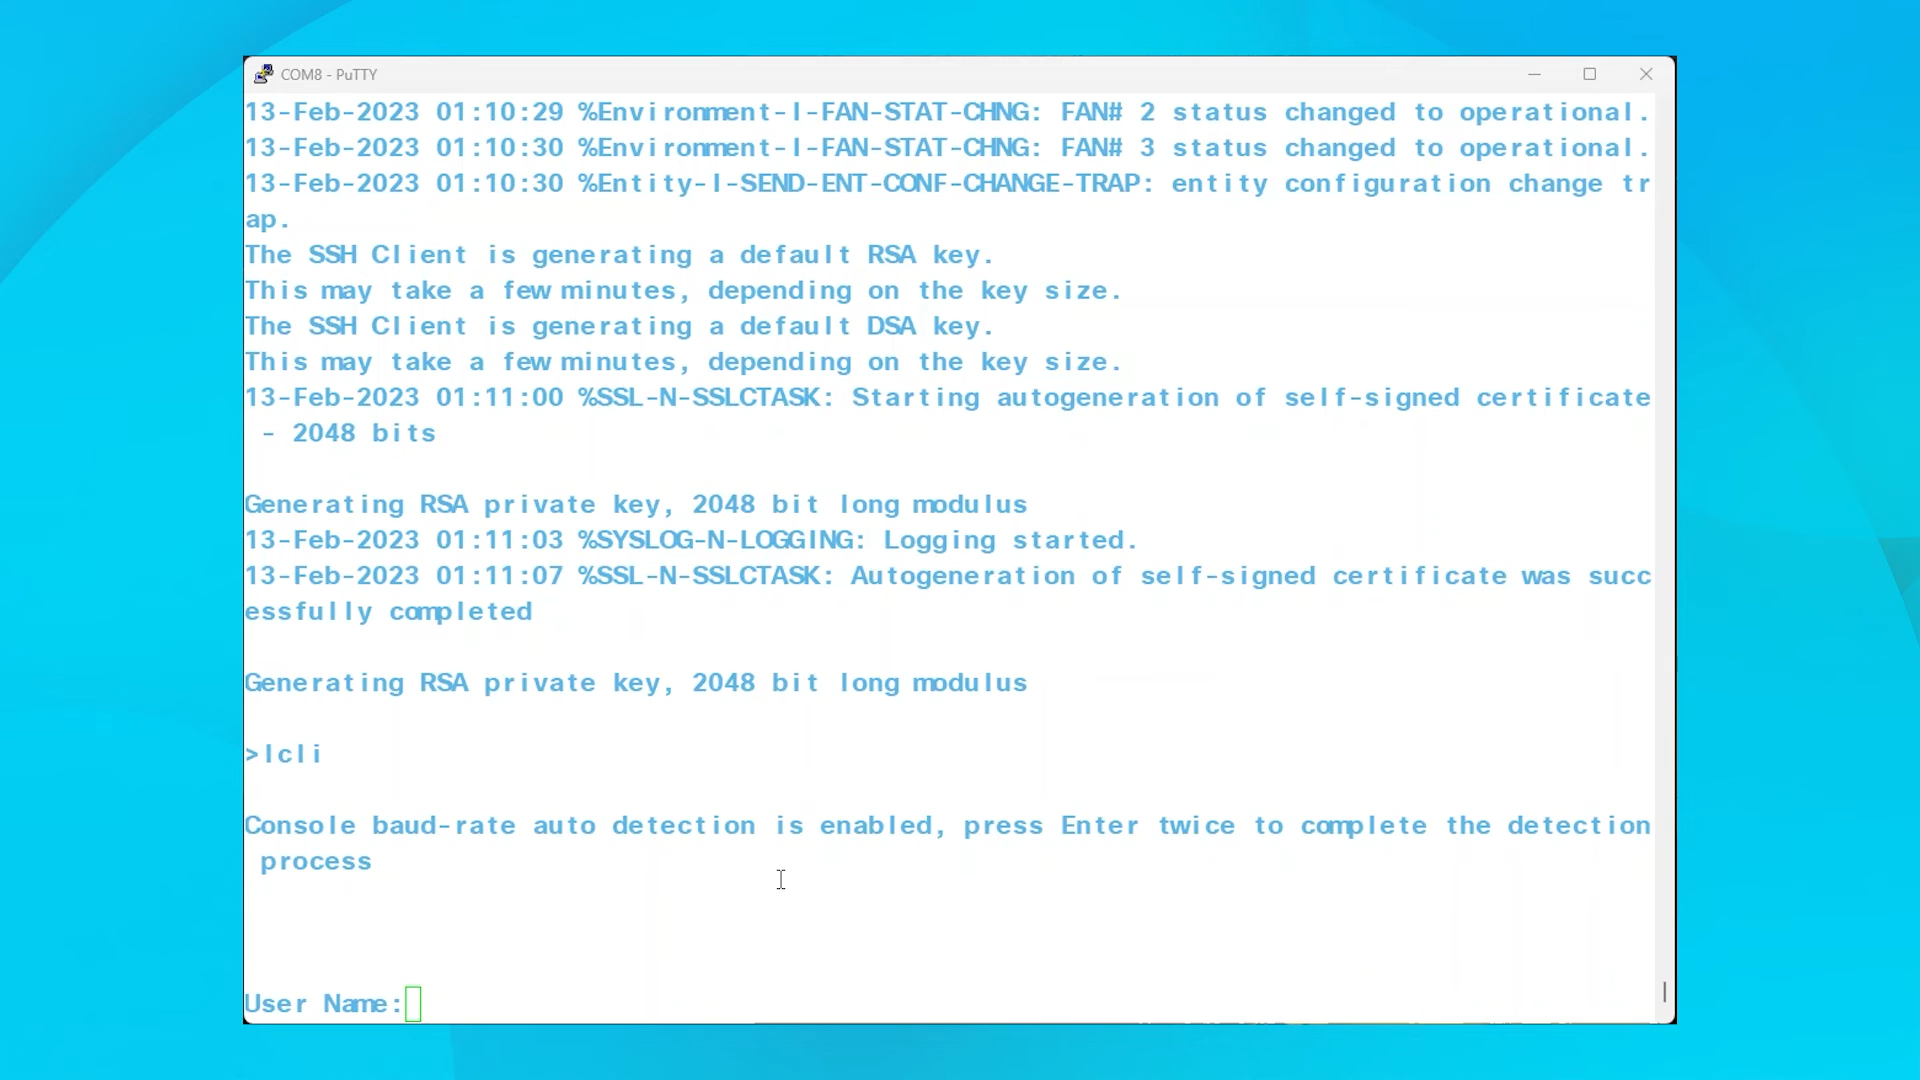 COM8 - PuTTY
13-Feb-2023 01:10:29 %Environment-I-FAN-STAT-CHNG: FAN# 2 status changed to operational.
13-Feb-2023 01:10:30 %Environment-I-FAN-STAT-CHNG: FAN# 3 status changed to operational.
13-Feb-2023 01:10:30 %Entity-I-SEND-ENT-CONF-CHANGE-TRAP: entity configuration change tr
ap.
The SSH Client is generating a default RSA key.
This may take a few minutes, depending on the key size.
The SSH Client is generating a default DSA key.
This may take a few minutes, depending on the key size.
13-Feb-2023 01:11:00 %SSL-N-SSLCTASK: Starting autogeneration of self-signed certificate
- 2048 bits
Generating RSA private key, 2048 bit long modulus
13-Feb-2023 01:11:03 %SYSLOG-N-LOGGING: Logging started.
13-Feb-2023 01:11:07 %SSL-N-SSLCTASK: Autogeneration of self-signed certificate was succ
essfully completed
Generating RSA private key, 2048 bit long modulus
>lcli
Console baud-rate auto detection is enabled, press Enter twice to complete the detection
process
User Name: